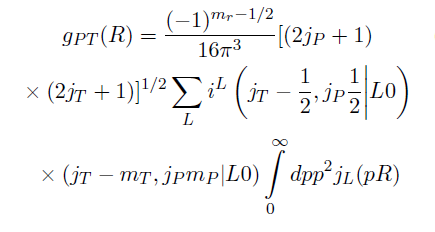 g_{PT}(R) = \frac{(-1)^{m_r-1/2}}{16\pi^3} [(2j_P + 1)
\times (2j_T + 1)]^{1/2} \sum_L i^L \left( j_T - \frac{1}{2}, j_P \frac{1}{2} \middle| L0 \right)
\times (j_T - m_T, j_P m_P | L0) \int_0^\infty dpp^2 j_L(pR)